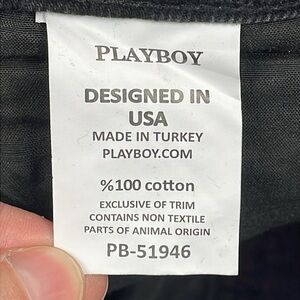 PLAYBOY
DESIGNED IN
USA
MADE IN TURKEY
PLAYBOY.COM
%100 cotton
EXCLUSIVE OF TRIM
CONTAINS NON TEXTILE
PARTS OF ANIMAL ORIGIN
PB-51946